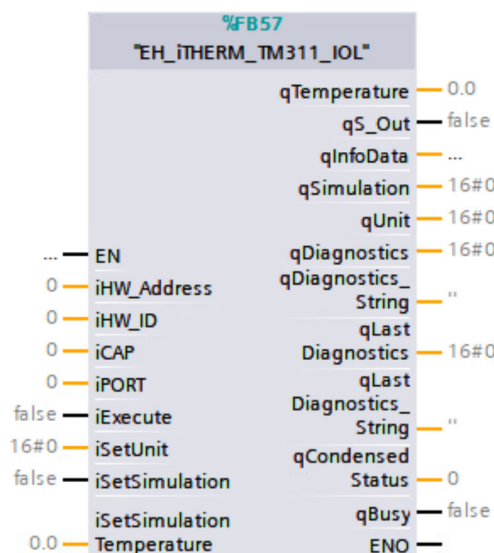 %FB57
"EH_iTHERM_TM311_IOL"
qTemperature 0.0
qS_Out false
qInfoData ...
qSimulation 16#0
qUnit 16#0
... EN qDiagnostics 16#0
0 iHW_Address qDiagnostics_
String ''
0 iHW_ID qLast
0 iCAP Diagnostics 16#0
0 iPORT qLast
false iExecute Diagnostics_
String ''
16#0 iSetUnit qCondensed
false iSetSimulation Status 0
iSetSimulation qBusy false
0.0 Temperature ENO